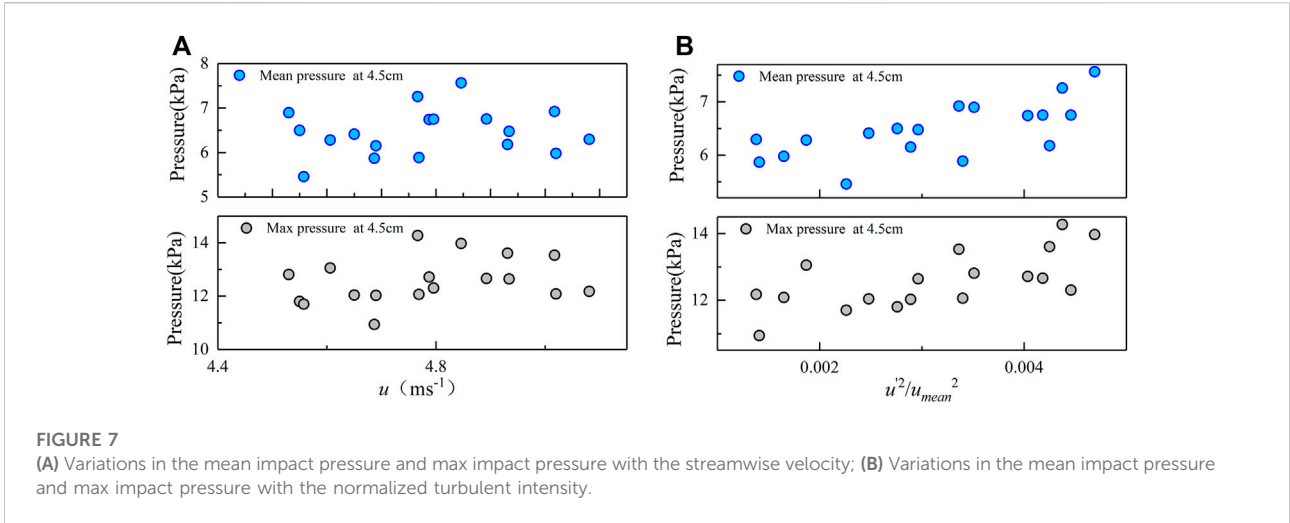 A
B
8
7
6
5
Pressure(kPa)
Mean pressure at 4.5cm
7
6
Pressure(kPa)
Mean pressure at 4.5cm
14
12
10
Pressure(kPa)
Max pressure at 4.5cm
14
12
Pressure(kPa)
Max pressure at 4.5cm
4.4 4.8
u (ms-1)
0.002 0.004
u'2/umean2
FIGURE 7
(A) Variations in the mean impact pressure and max impact pressure with the streamwise velocity; (B) Variations in the mean impact pressure
and max impact pressure with the normalized turbulent intensity.